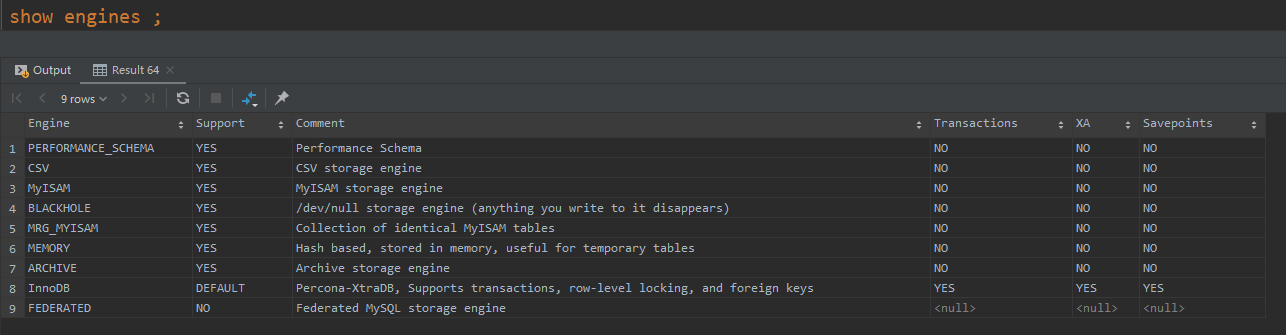 show engines ;
Output Result 64
9 rows
Engine Support Comment Transactions XA Savepoints
1 PERFORMANCE_SCHEMA YES Performance Schema NO NO NO
2 CSV YES CSV storage engine NO NO NO
3 MyISAM YES MyISAM storage engine NO NO NO
4 BLACKHOLE YES /dev/null storage engine (anything you write to it disappears) NO NO NO
5 MRG_MYISAM YES Collection of identical MyISAM tables NO NO NO
6 MEMORY YES Hash based, stored in memory, useful for temporary tables NO NO NO
7 ARCHIVE YES Archive storage engine NO NO NO
8 InnoDB DEFAULT Percona-XtraDB, Supports transactions, row-level locking, and foreign keys YES YES YES
9 FEDERATED NO Federated MySQL storage engine <null> <null> <null>